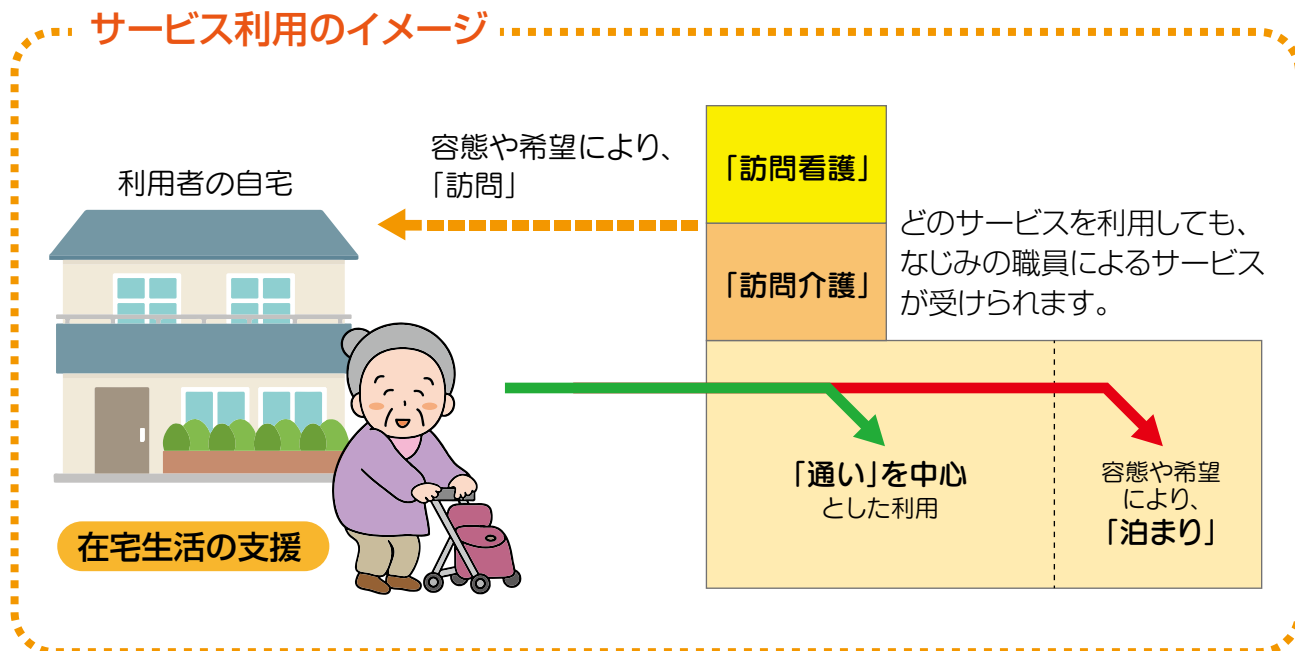 サービス利用のイメージ
利用者の自宅
容態や希望により、
「訪問」
「訪問看護」
「訪問介護」
どのサービスを利用しても、
なじみの職員によるサービス
が受けられます。
「通い」を中心
とした利用
容態や希望
により、
「泊まり」
在宅生活の支援